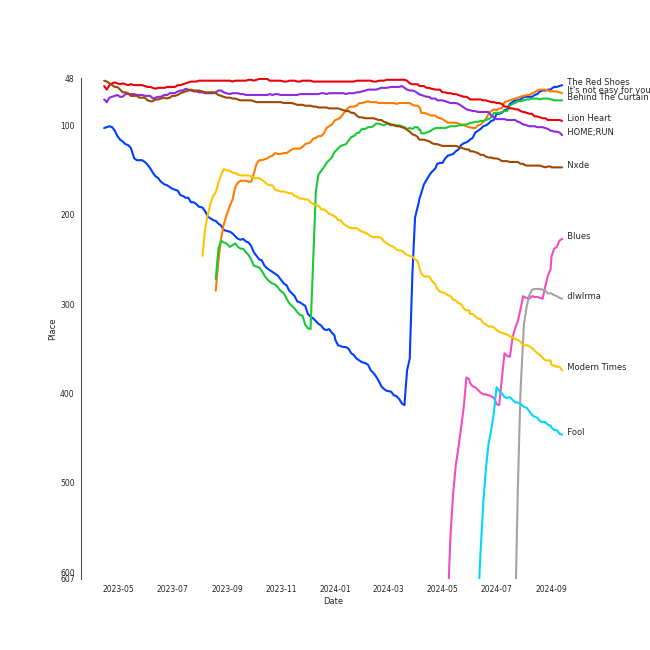 48
100
200
300
400
500
600
607
Place
2023-05
2023-07
2023-09
2023-11
2024-01
2024-03
2024-05
2024-07
2024-09
Date
The Red Shoes
It's not easy for you
Behind The Curtain
Lion Heart
HOME;RUN
Nxde
Blues
dlwlrma
Modern Times
Fool